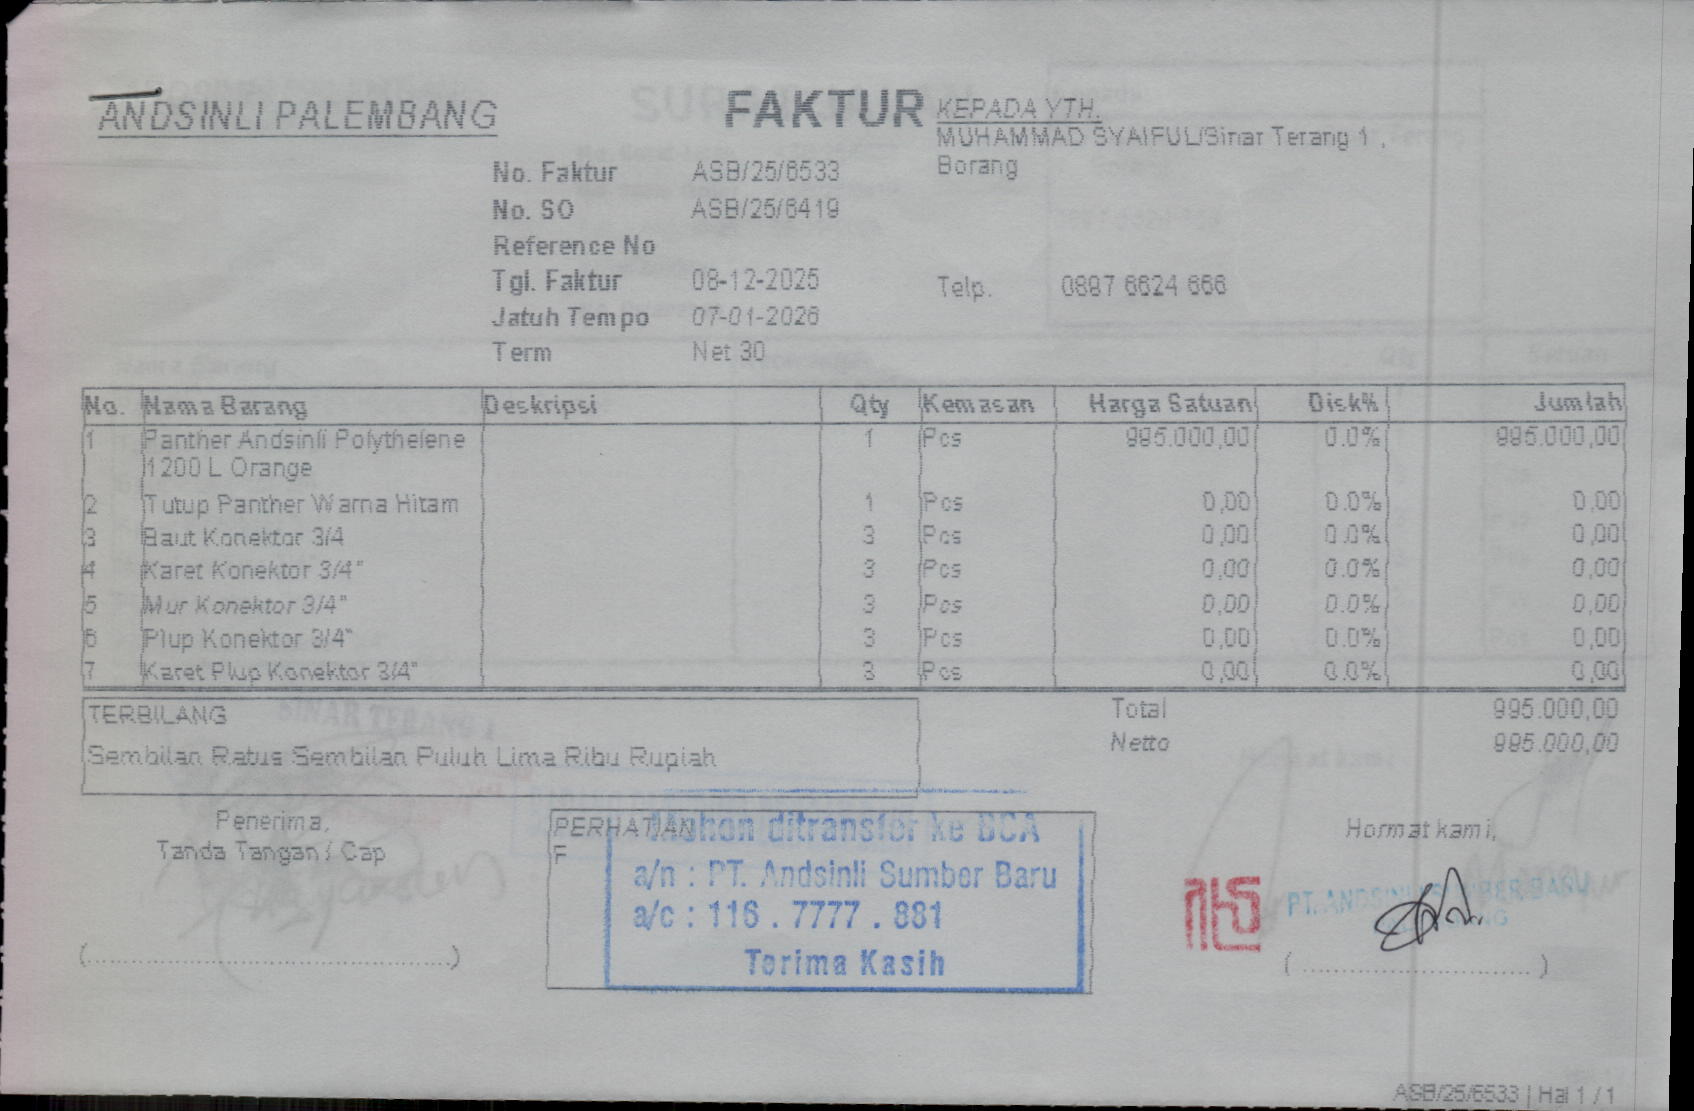 ANDSINLI PALEMBANG
FAKTUR
KEPADA YTH.
MUHAMMAD SYAIFUL/Sinar Terang 1 ,
Borang
No. Faktur ASB/25/6533
No. SO ASB/25/6419
Reference No
Tgl. Faktur 08-12-2025
Telp. 0897 6624 666
Jatuh Tempo 07-01-2026
Term Net 30
No. Nama Barang Deskripsi Qty Kemasan Harga Satuan Disk% Jumlah
1 Panther Andsinli Polythelene 1 Pcs 995.000,00 0.0% 995.000,00
1200 L Orange
2 Tutup Panther Warna Hitam 1 Pcs 0,00 0.0% 0,00
3 Baut Konektor 3/4 3 Pcs 0,00 0.0% 0,00
4 Karet Konektor 3/4" 3 Pcs 0,00 0.0% 0,00
5 Mur Konektor 3/4" 3 Pcs 0,00 0.0% 0,00
6 Plup Konektor 3/4" 3 Pcs 0,00 0.0% 0,00
7 Karet Plup Konektor 3/4" 3 Pcs 0,00 0.0% 0,00
TERBILANG
Sembilan Ratus Sembilan Puluh Lima Ribu Rupiah
Total 995.000,00
Netto 995.000,00
Penerima,
Tanda Tangan / Cap
PERHATIAN
F
Mohon ditransfer ke BCA
a/n : PT. Andsinli Sumber Baru
a/c : 116 . 7777 . 881
Terima Kasih
Hormat kami,
PT. ANDSINLI SUMBER BARU
ASB/25/6533 | Hal 1 / 1